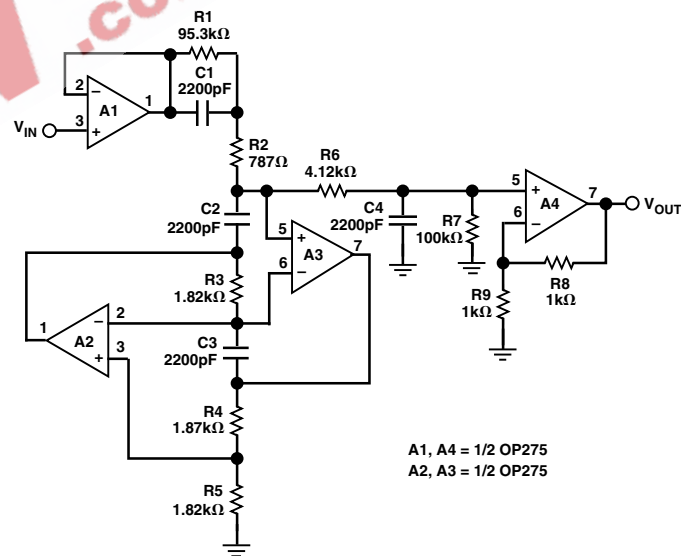 .co
R1
95.3kΩ
C1
2200pF
2
–
A1
1
VIN
3
+
R2
787Ω
R6
4.12kΩ
C2
2200pF
5
+
A3
7
6
–
C4
2200pF
R7
100kΩ
5
+
A4
7
VOUT
6
–
R8
1kΩ
R9
1kΩ
R3
1.82kΩ
1
A2
–
2
+
3
C3
2200pF
R4
1.87kΩ
R5
1.82kΩ
A1, A4 = 1/2 OP275
A2, A3 = 1/2 OP275